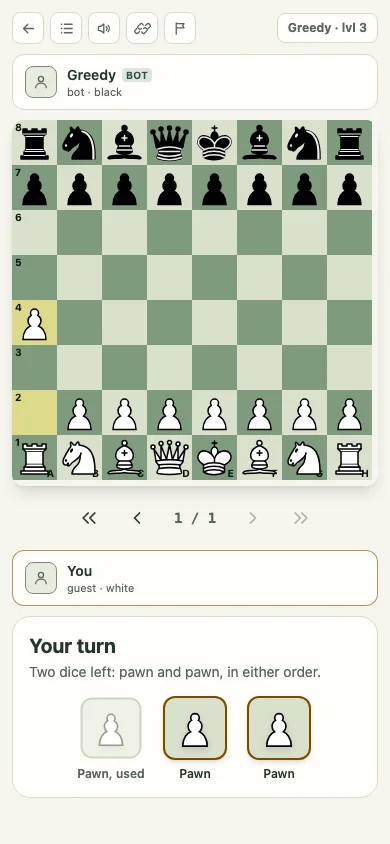 Greedy · lvl 3
Greedy BOT
bot · black
8
7
6
5
4
3
2
1
A B C D E F G H
1 / 1
You
guest · white
Your turn
Two dice left: pawn and pawn, in either order.
Pawn, used Pawn Pawn